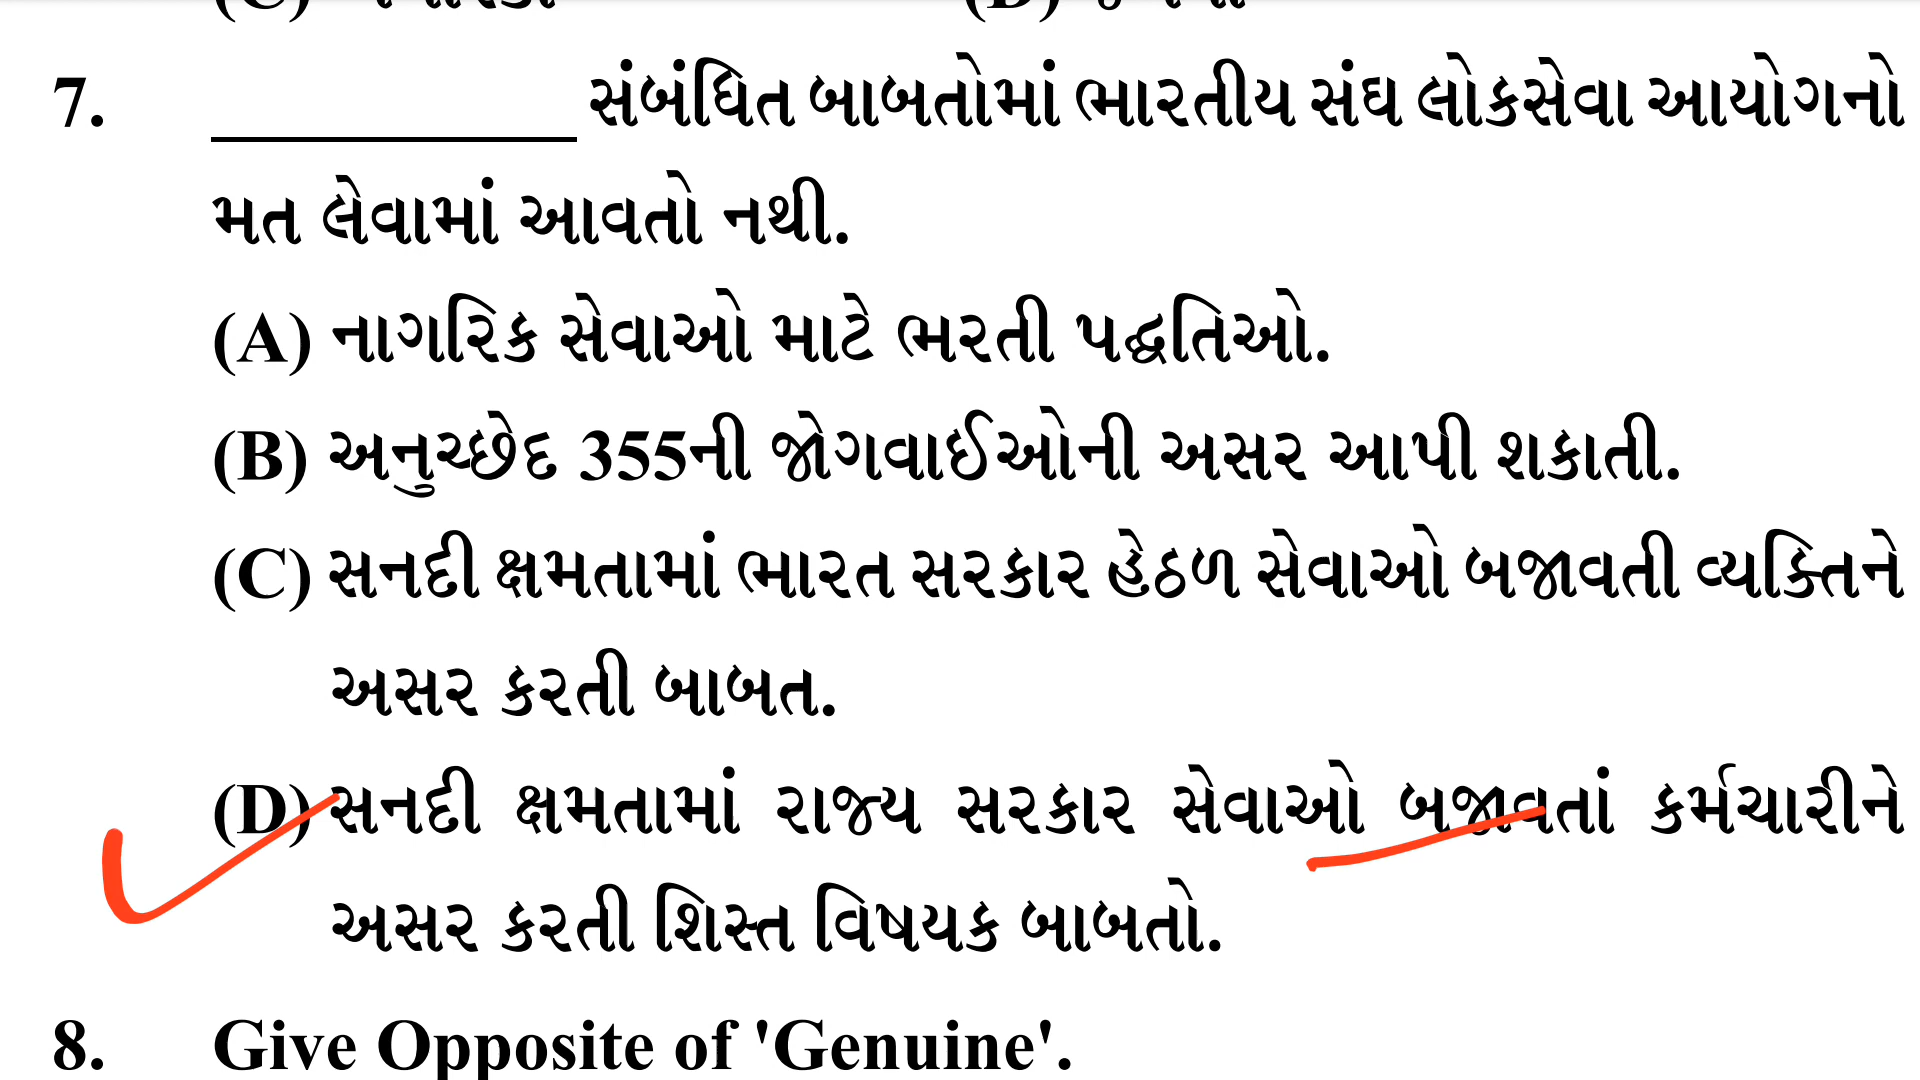 7. ____________ સંબંધિત બાબતોમાં ભારતીય સંઘ લોકસેવા આયોગનો
મત લેવામાં આવતો નથી.
(A) નાગરિક સેવાઓ માટે ભરતી પદ્ધતિઓ.
(B) અનુચ્છેદ 355ની જોગવાઈઓની અસર આપી શકાતી.
(C) સનદી ક્ષમતામાં ભારત સરકાર હેઠળ સેવાઓ બજાવતી વ્યક્તિને
અસર કરતી બાબત.
(D) સનદી ક્ષમતામાં રાજ્ય સરકાર સેવાઓ બજાવતાં કર્મચારીને
અસર કરતી શિસ્ત વિષયક બાબતો.
8. Give Opposite of 'Genuine'.